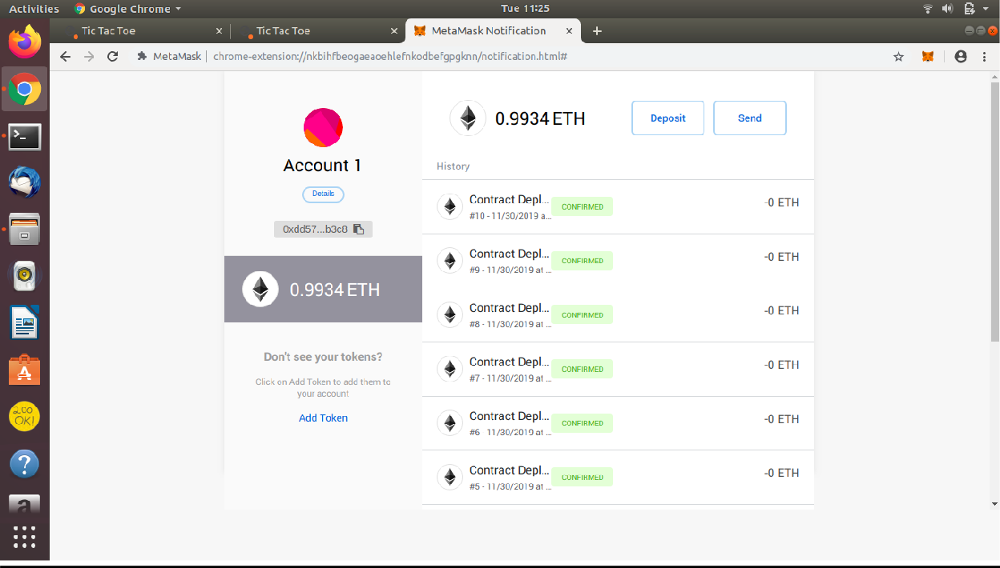 Activities Google Chrome Tue 11:25
Tic Tac Toe Tic Tac Toe MetaMask Notification
MetaMask chrome-extension://nkbihfbeogaeaoehlefnkodbefgpgknn/notification.html#
Account 1
Details
0xdd57...b3c8
0.9934 ETH
Don't see your tokens?
Click on Add Token to add them to
your account
Add Token
0.9934 ETH
Deposit Send
History
Contract Depl... CONFIRMED -0 ETH
#10 - 11/30/2019 a...
Contract Depl... CONFIRMED -0 ETH
#9 - 11/30/2019 at ...
Contract Depl... CONFIRMED -0 ETH
#8 - 11/30/2019 at ...
Contract Depl... CONFIRMED -0 ETH
#7 - 11/30/2019 at ...
Contract Depl... CONFIRMED -0 ETH
#6 - 11/30/2019 at ...
Contract Depl... CONFIRMED -0 ETH
#5 - 11/30/2019 at ...
A
OK!
?
a